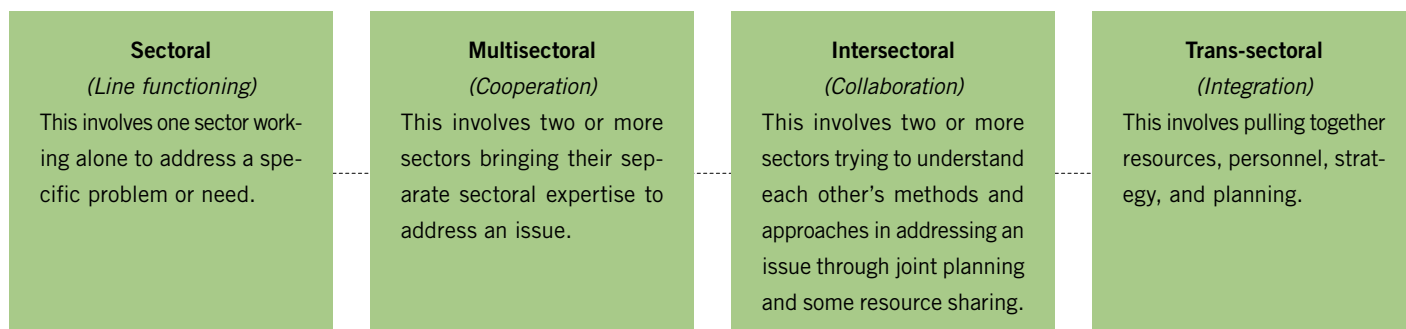 Sectoral
(Line functioning)
This involves one sector work-
ing alone to address a spe-
cific problem or need.
Multisectoral
(Cooperation)
This involves two or more
sectors bringing their sep-
arate sectoral expertise to
address an issue.
Intersectoral
(Collaboration)
This involves two or more
sectors trying to understand
each other’s methods and
approaches in addressing an
issue through joint planning
and some resource sharing.
Trans-sectoral
(Integration)
This involves pulling together
resources, personnel, strat-
egy, and planning.